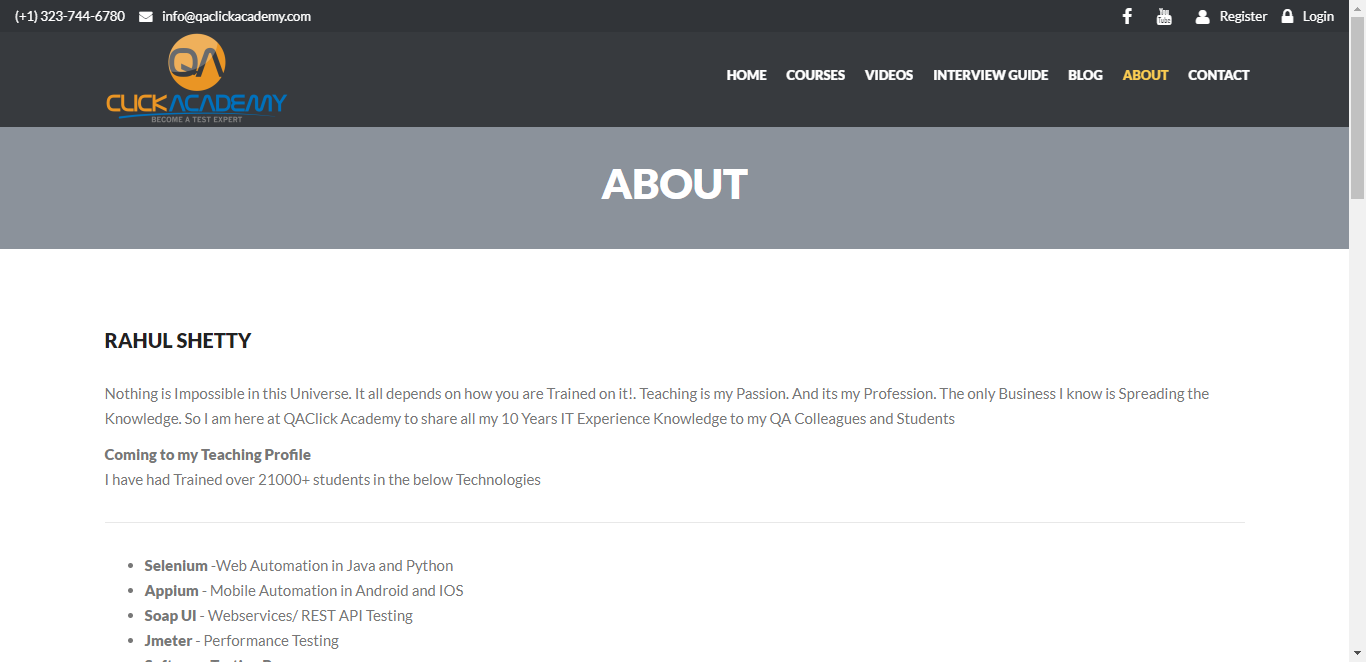 (+1) 323-744-6780 info@qaclickacademy.com Register Login
QA
CLICKACADEMY
BECOME A TEST EXPERT
HOME COURSES VIDEOS INTERVIEW GUIDE BLOG ABOUT CONTACT
ABOUT
RAHUL SHETTY
Nothing is Impossible in this Universe. It all depends on how you are Trained on it!. Teaching is my Passion. And its my Profession. The only Business I know is Spreading the
Knowledge. So I am here at QAClick Academy to share all my 10 Years IT Experience Knowledge to my QA Colleagues and Students
Coming to my Teaching Profile
I have had Trained over 21000+ students in the below Technologies
• Selenium -Web Automation in Java and Python
• Appium - Mobile Automation in Android and IOS
• Soap UI - Webservices/ REST API Testing
• Jmeter - Performance Testing